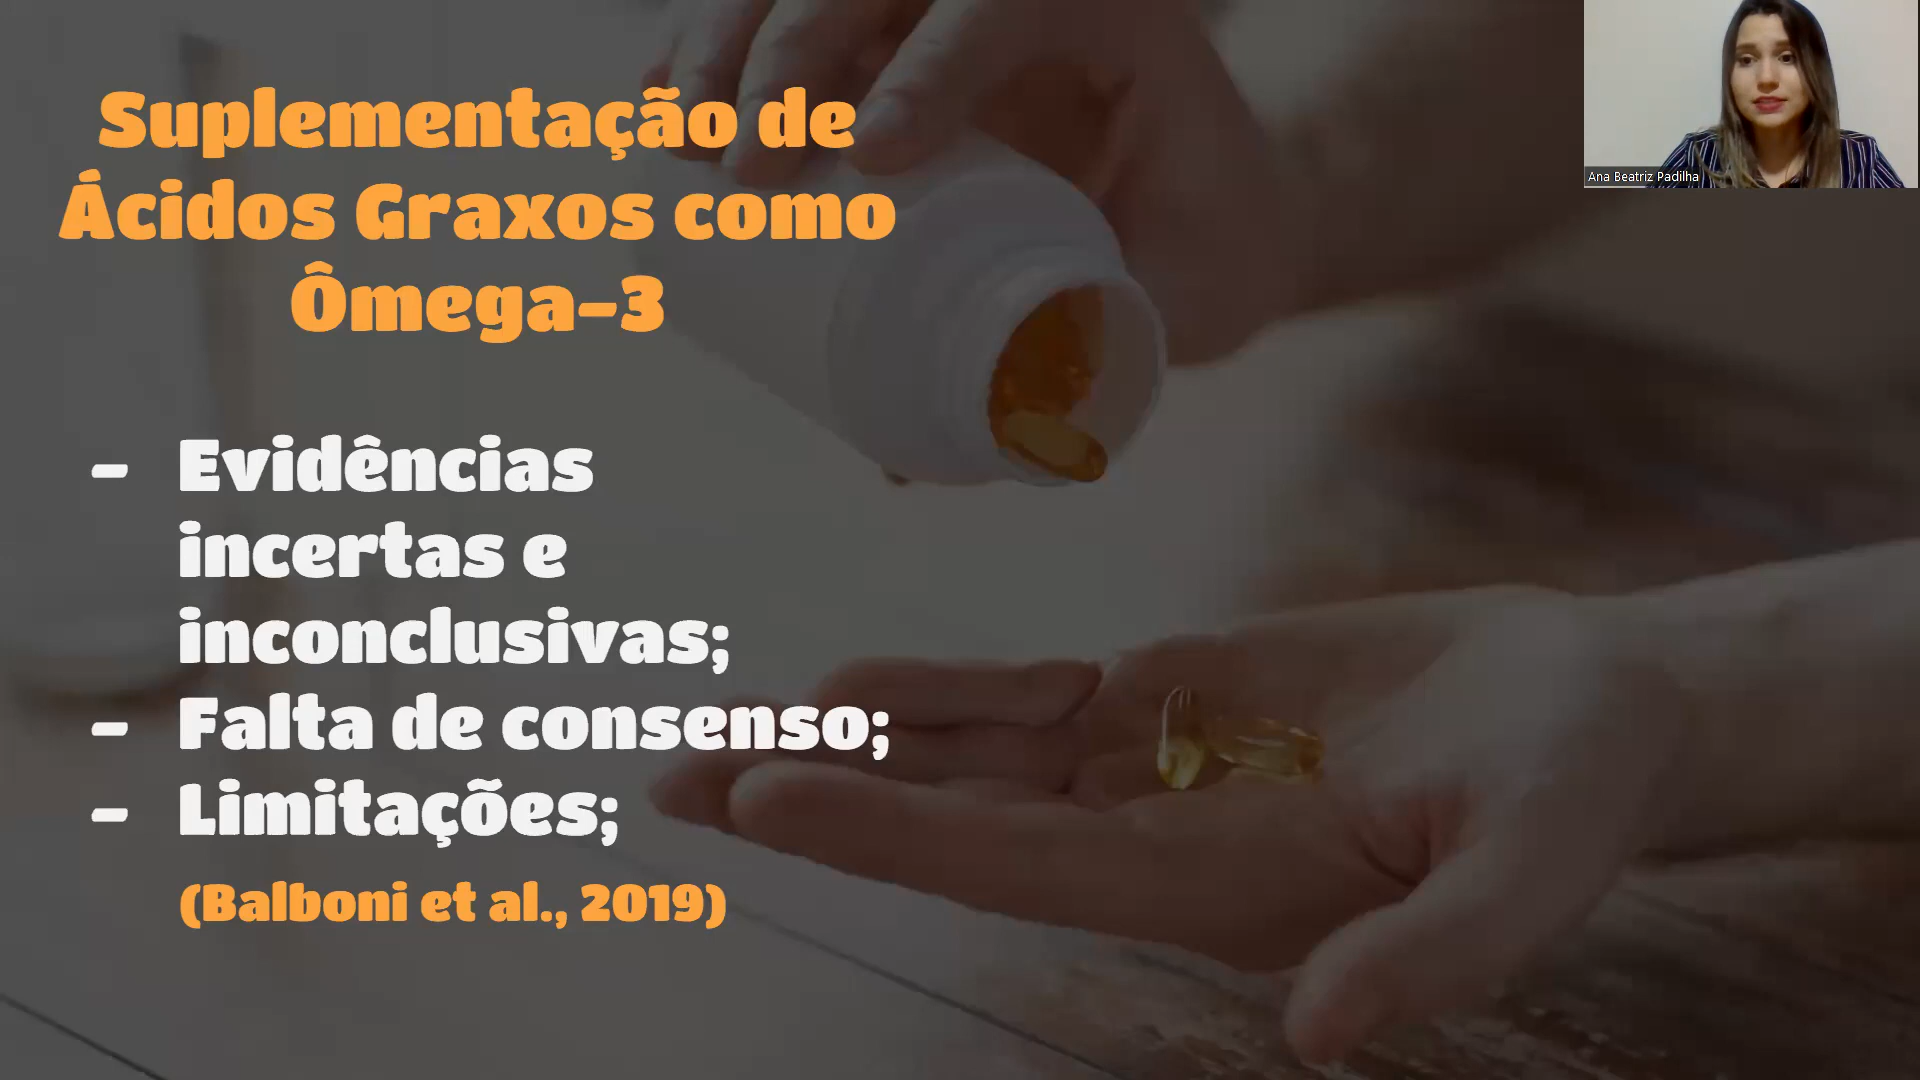 Suplementação de
Ácidos Graxos como
Ômega-3
- Evidências
incertas e
inconclusivas;
- Falta de consenso;
- Limitações;
(Balboni et al., 2019)
Ana Beatriz Padilha